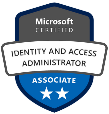 Microsoft
CERTIFIED
IDENTITY AND ACCESS
ADMINISTRATOR
ASSOCIATE